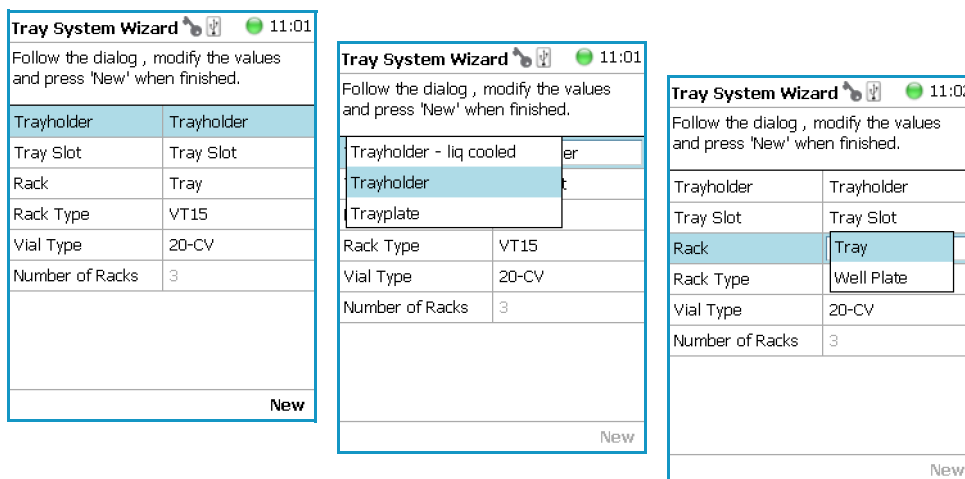 Tray System Wizard 11:01
Follow the dialog , modify the values
and press 'New' when finished.
Trayholder Trayholder
Tray Slot Tray Slot
Rack Tray
Rack Type VT15
Vial Type 20-CV
Number of Racks 3
New
Tray System Wizard 11:01
Follow the dialog , modify the values
and press 'New' when finished.
Trayholder - liq cooled er
Trayholder t
Trayplate
Rack Type VT15
Vial Type 20-CV
Number of Racks 3
New
Tray System Wizard 11:02
Follow the dialog , modify the values
and press 'New' when finished.
Trayholder Trayholder
Tray Slot Tray Slot
Rack Tray
Rack Type Well Plate
Vial Type 20-CV
Number of Racks 3
New